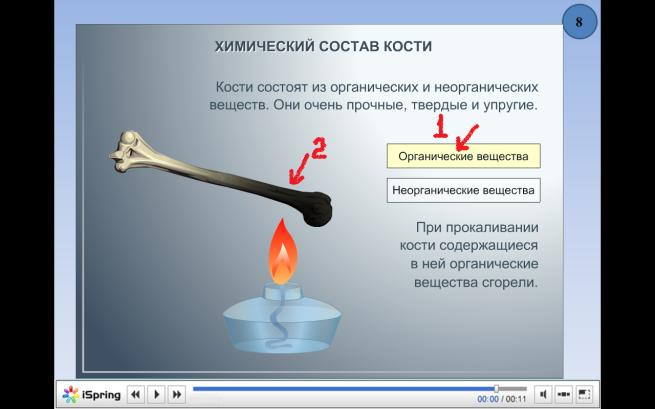 8
ХИМИЧЕСКИЙ СОСТАВ КОСТИ
Кости состоят из органических и неорганических
веществ. Они очень прочные, твердые и упругие.
1
2
Органические вещества
Неорганические вещества
При прокаливании
кости содержащиеся
в ней органические
вещества сгорели.
iSpring
00:00 / 00:11